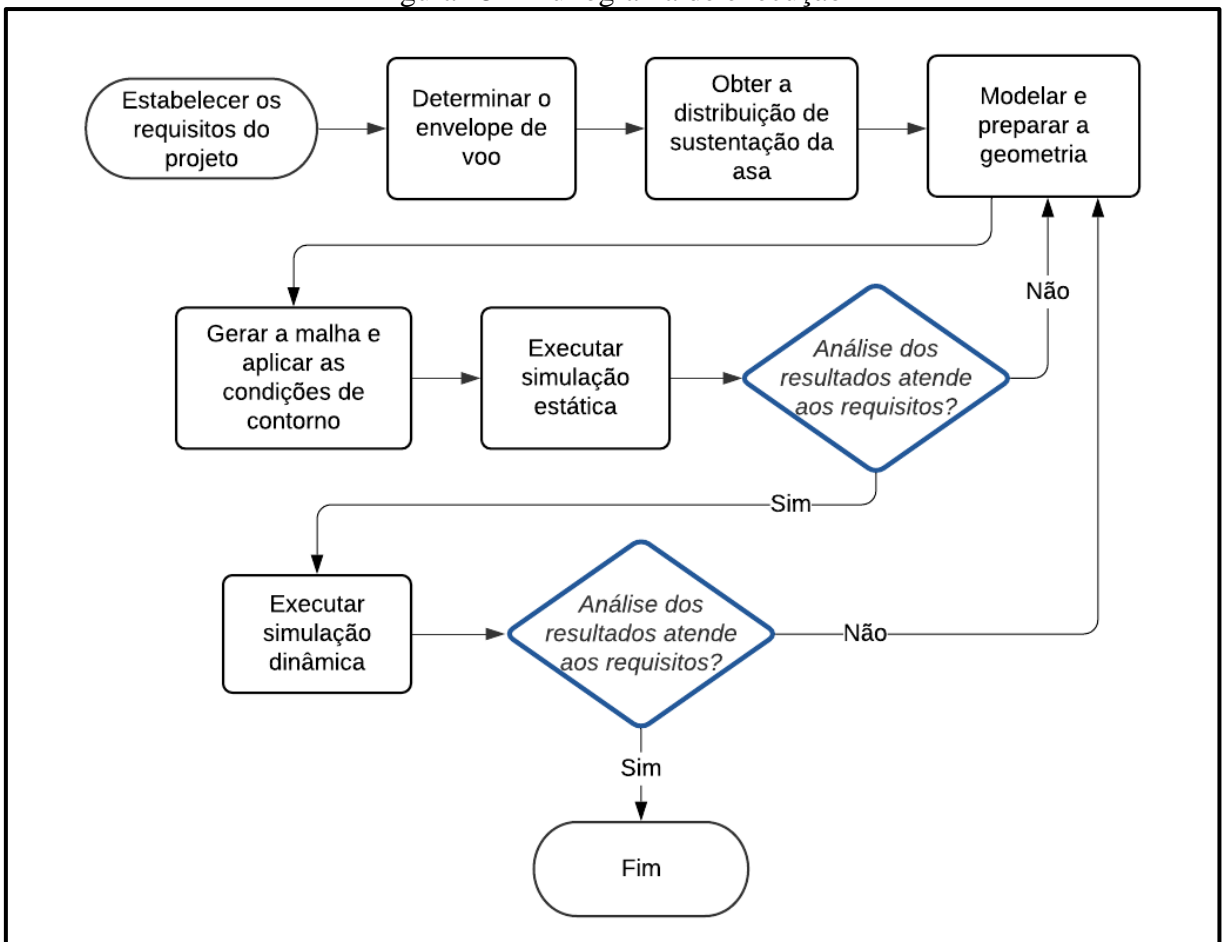 Estabelecer os
requisitos do
projeto
Determinar o
envelope de
voo
Obter a
distribuição de
sustentação da
asa
Modelar e
preparar a
geometria
Gerar a malha e
aplicar as
condições de
contorno
Executar
simulação
estática
Análise dos
resultados atende
aos requisitos?
Não
Sim
Executar
simulação
dinâmica
Análise dos
resultados atende
aos requisitos?
Não
Sim
Fim